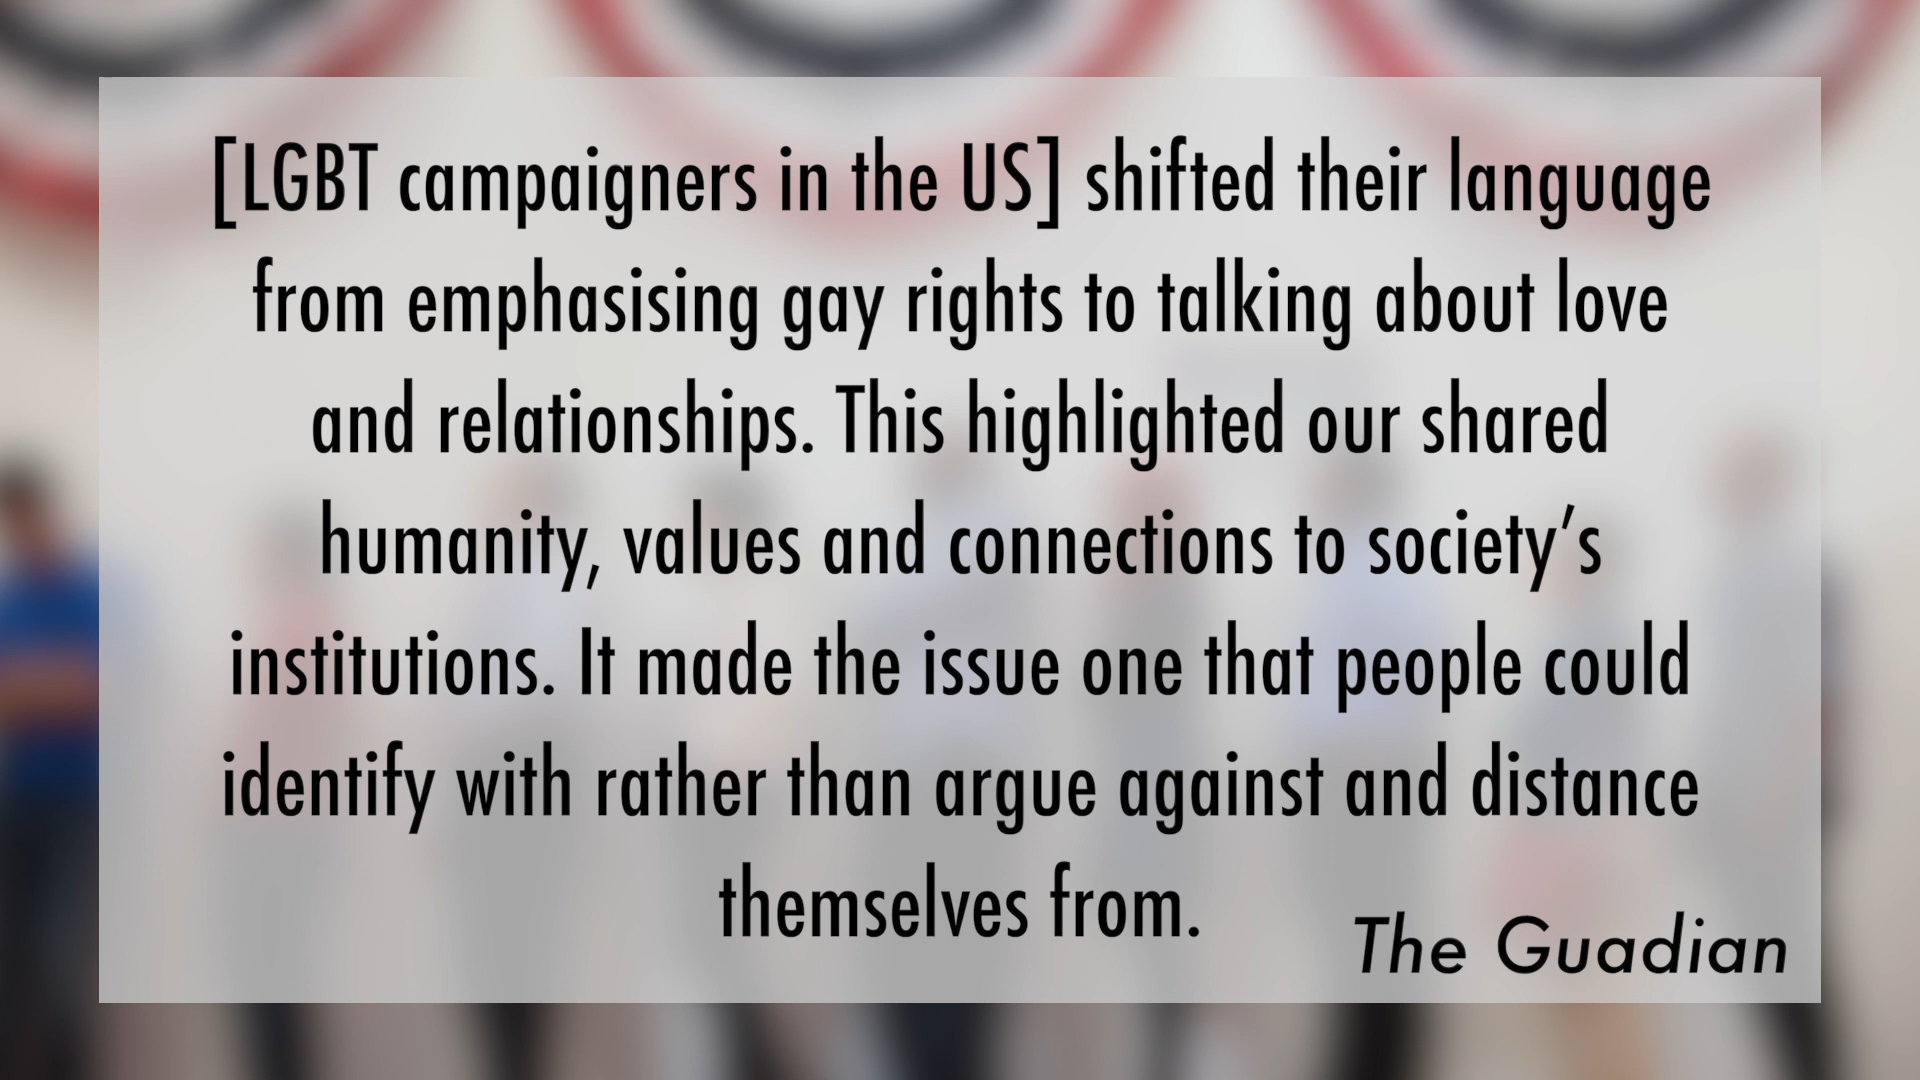 [LGBT campaigners in the US] shifted their language
from emphasising gay rights to talking about love
and relationships. This highlighted our shared
humanity, values and connections to society’s
institutions. It made the issue one that people could
identify with rather than argue against and distance
themselves from.
The Guadian